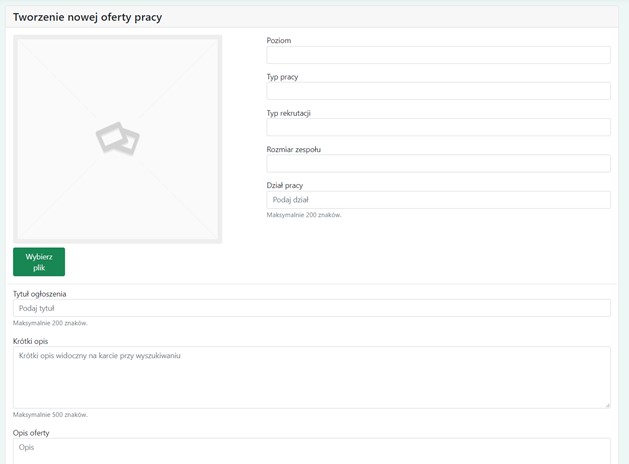 Tworzenie nowej oferty pracy
Poziom
Typ pracy
Typ rekrutacji
Rozmiar zespołu
Dział pracy
Podaj dział
Maksymalnie 200 znaków.
Wybierz
plik
Tytuł ogłoszenia
Podaj tytuł
Maksymalnie 200 znaków.
Krótki opis
Krótki opis widoczny na karcie przy wyszukiwaniu
Maksymalnie 500 znaków.
Opis oferty
Opis